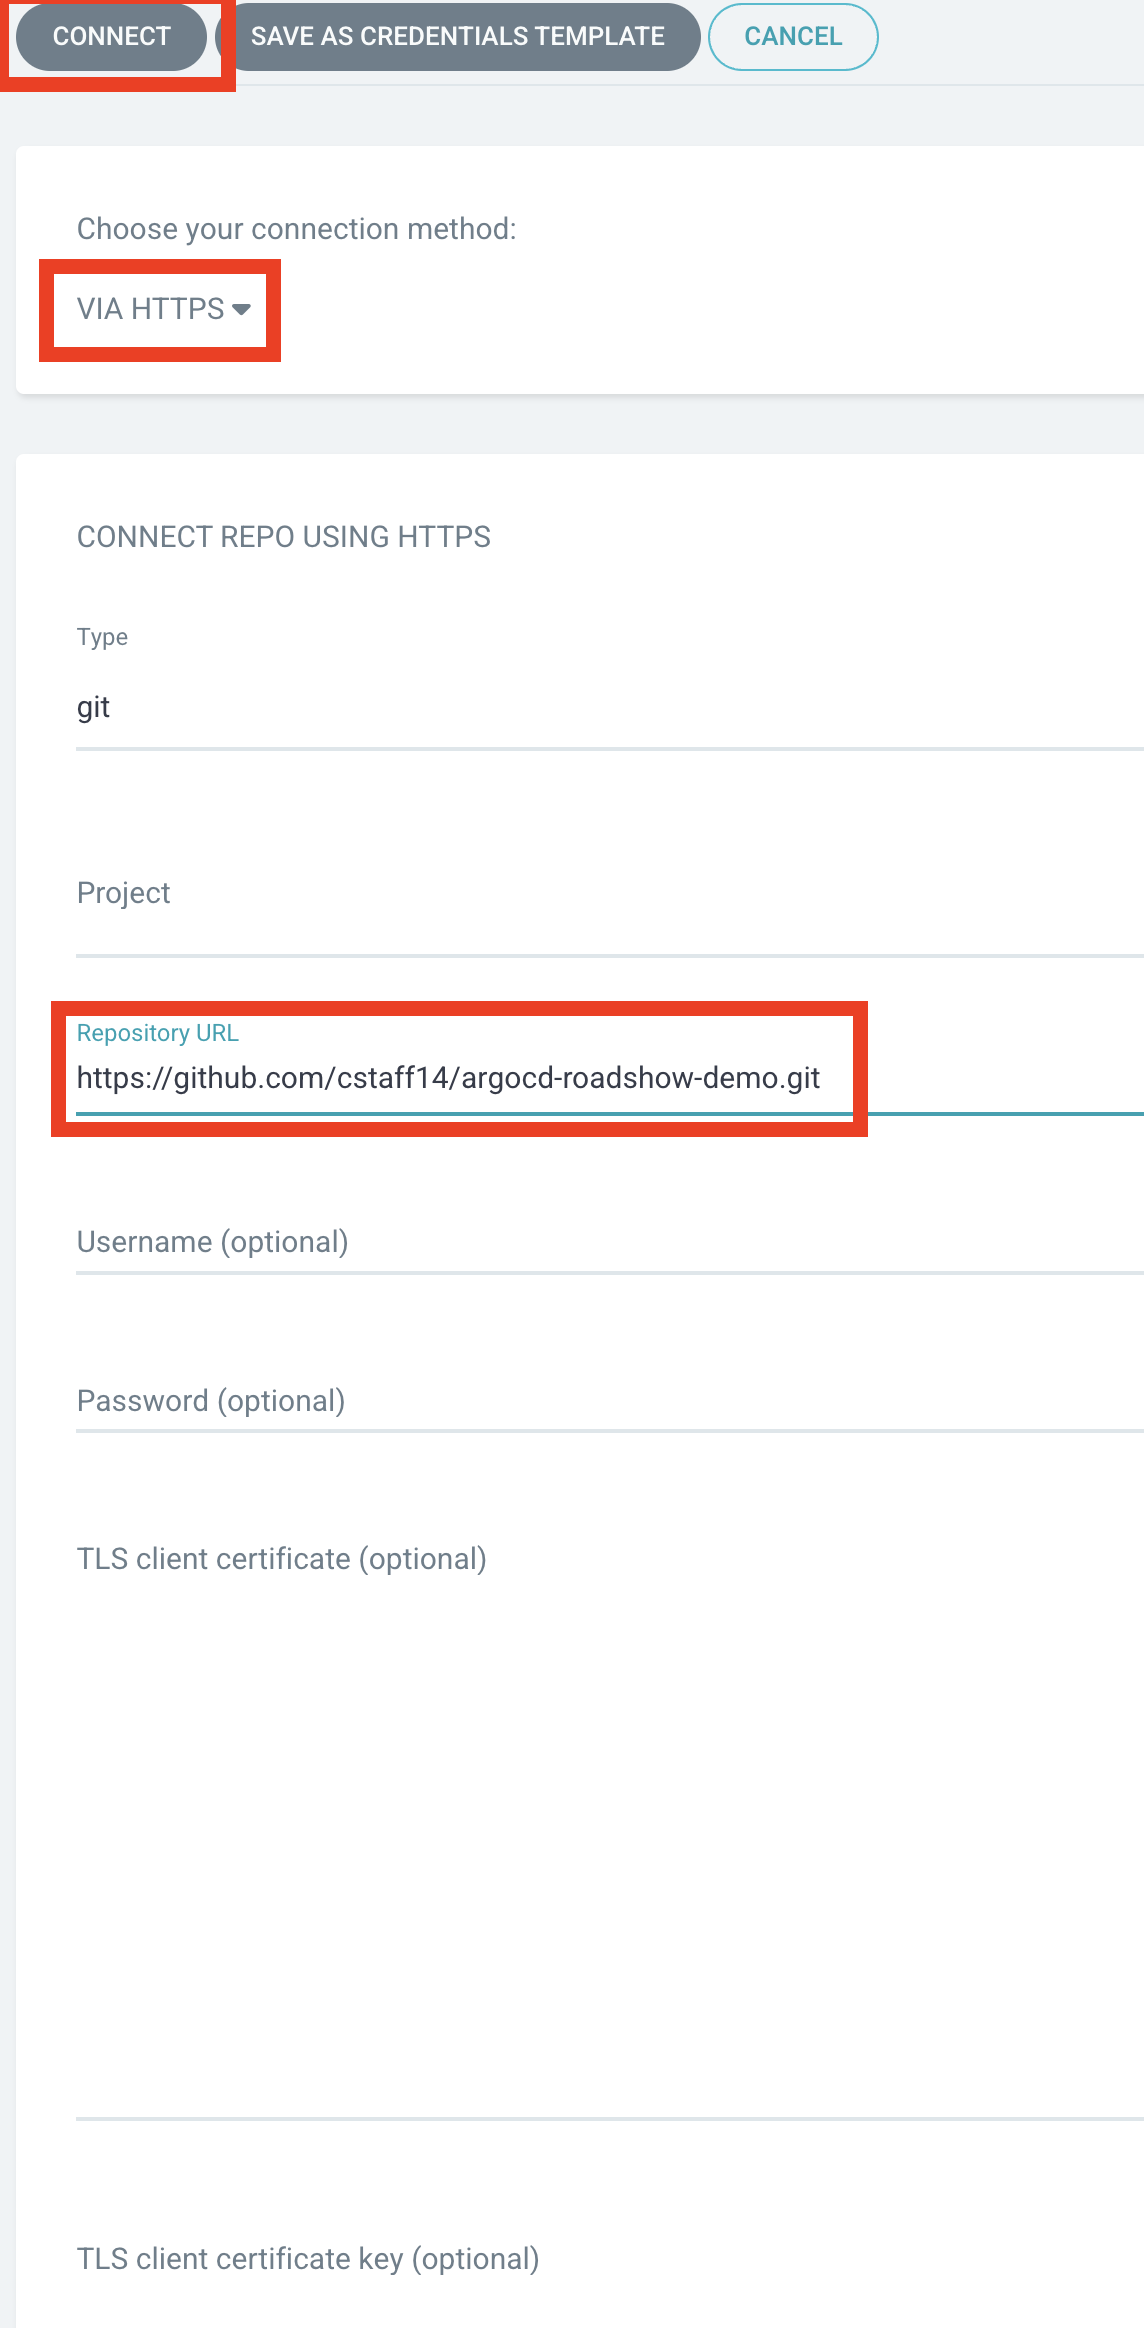 CONNECT SAVE AS CREDENTIALS TEMPLATE CANCEL
Choose your connection method:
VIA HTTPS
CONNECT REPO USING HTTPS
Type
git
Project
Repository URL
https://github.com/cstaff14/argocd-roadshow-demo.git
Username (optional)
Password (optional)
TLS client certificate (optional)
TLS client certificate key (optional)